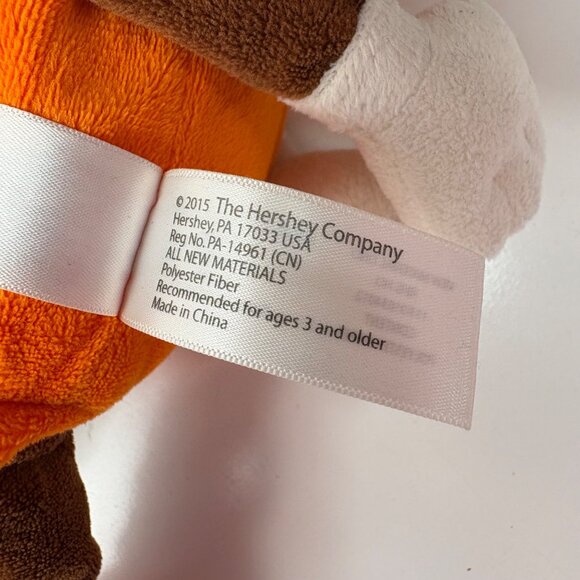 © 2015 The Hershey Company
Hershey, PA 17033 USA
Reg No. PA-14961 (CN)
ALL NEW MATERIALS
Polyester Fiber
Recommended for ages 3 and older
Made in China